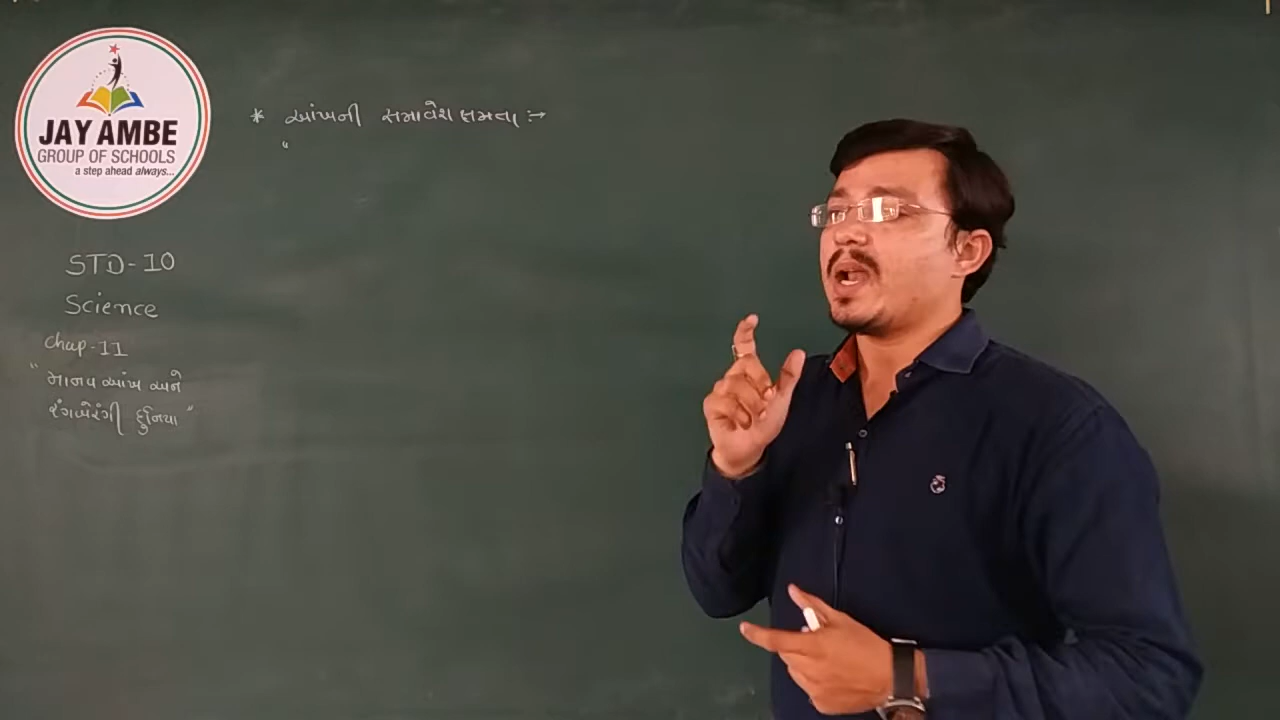 JAY AMBE
GROUP OF SCHOOLS
a step ahead always...
* આંખની સમાવેશ ક્ષમતા :→
"
STD-10
Science
Chap-11
" માનવ આંખ અને
રંગબેરંગી દુનિયા "